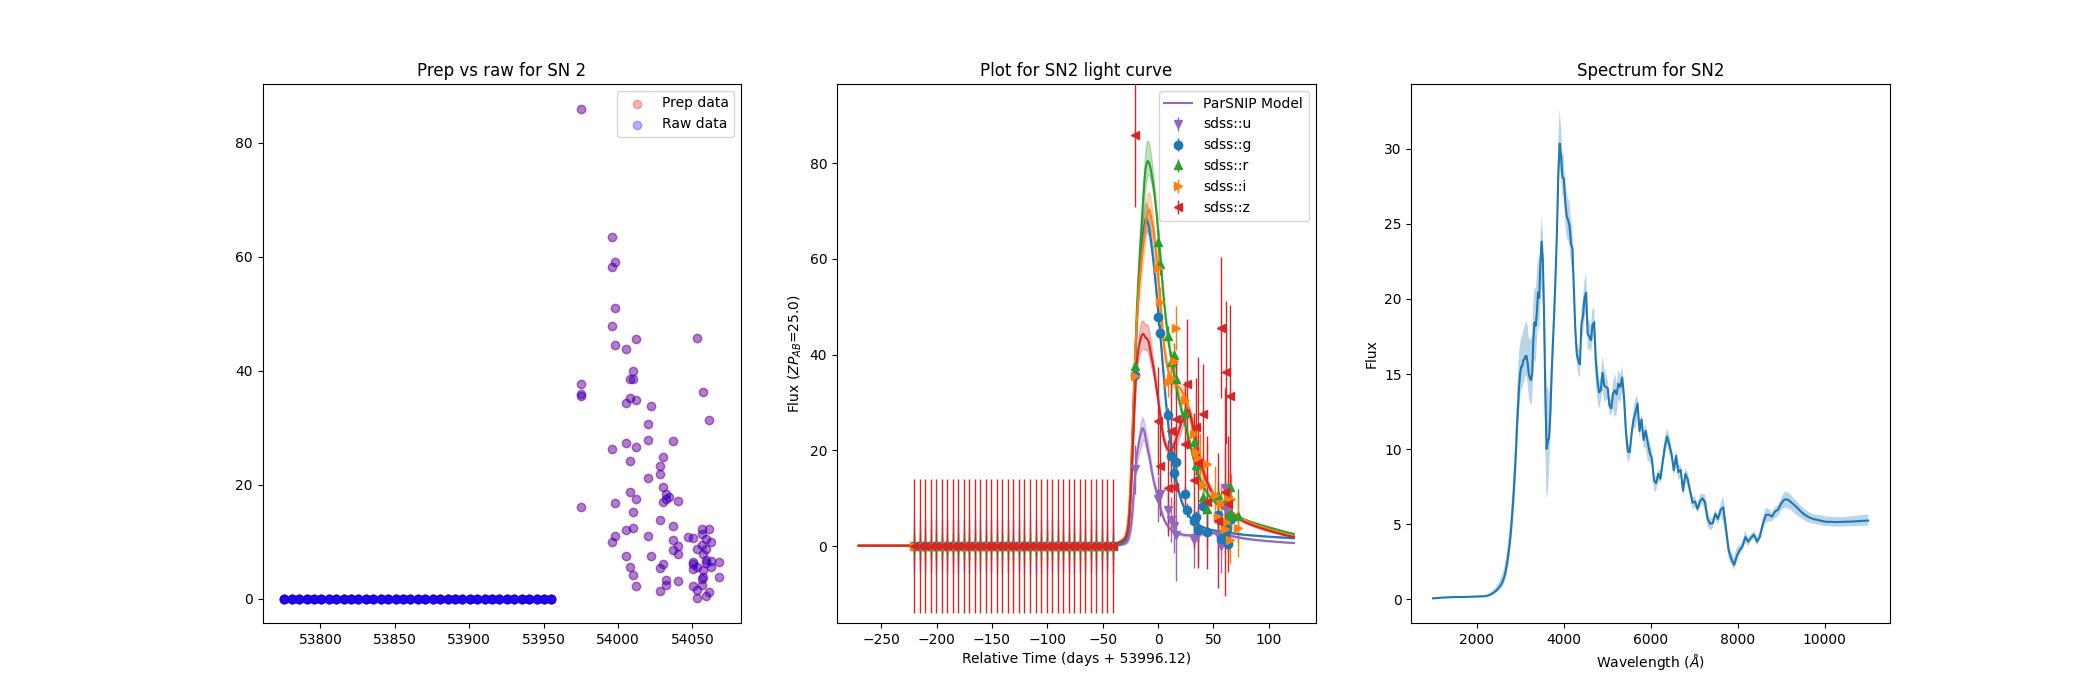 Prep vs raw for SN 2
Prep data
Raw data
80
60
40
20
0
53800
53850
53900
53950
54000
54050
Plot for SN2 light curve
ParSNIP Model
sdss::u
sdss::g
sdss::r
sdss::i
sdss::z
Flux (ZP_AB=25.0)
80
60
40
20
0
−250
−200
−150
−100
−50
0
50
100
Relative Time (days + 53996.12)
Spectrum for SN2
Flux
30
25
20
15
10
5
0
2000
4000
6000
8000
10000
Wavelength (Å)